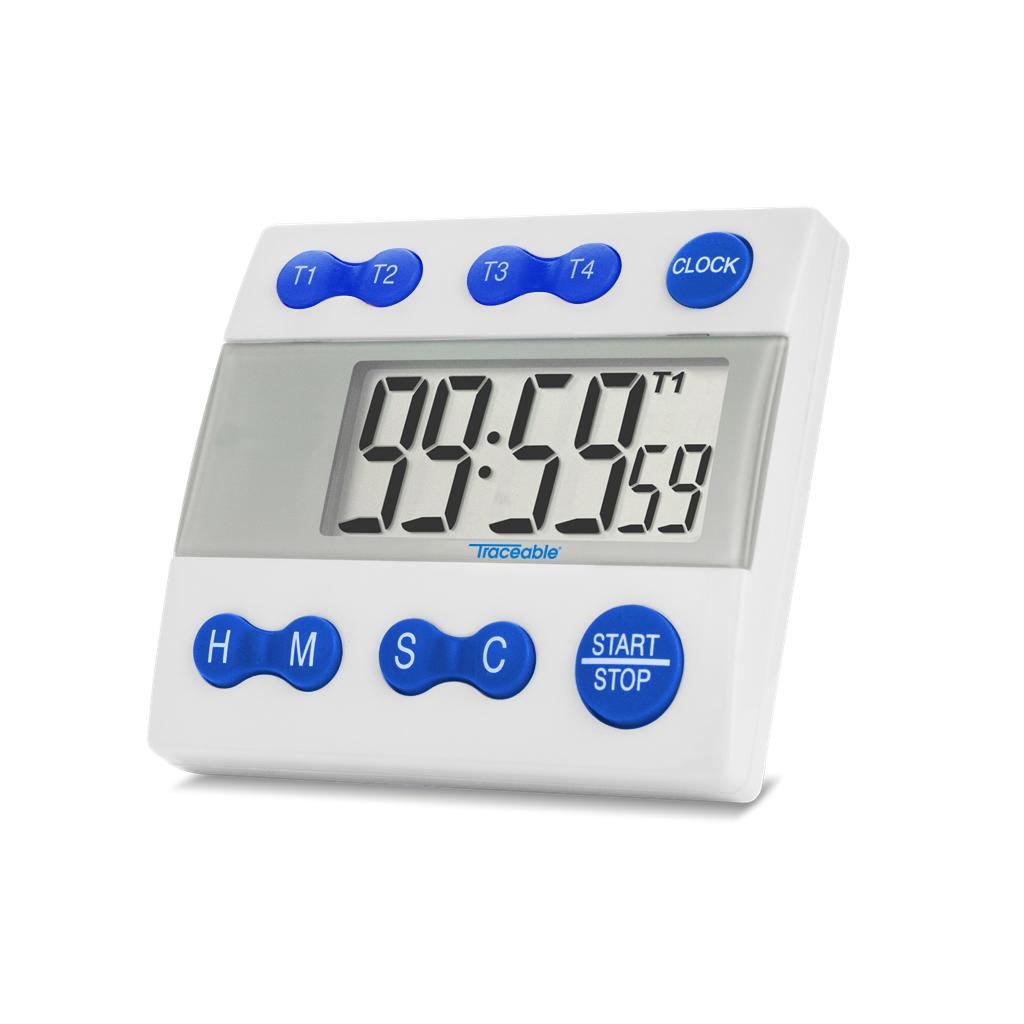 T1 T2 T3 T4 CLOCK
T1
99:59 59
Traceable®
H M S C START
STOP